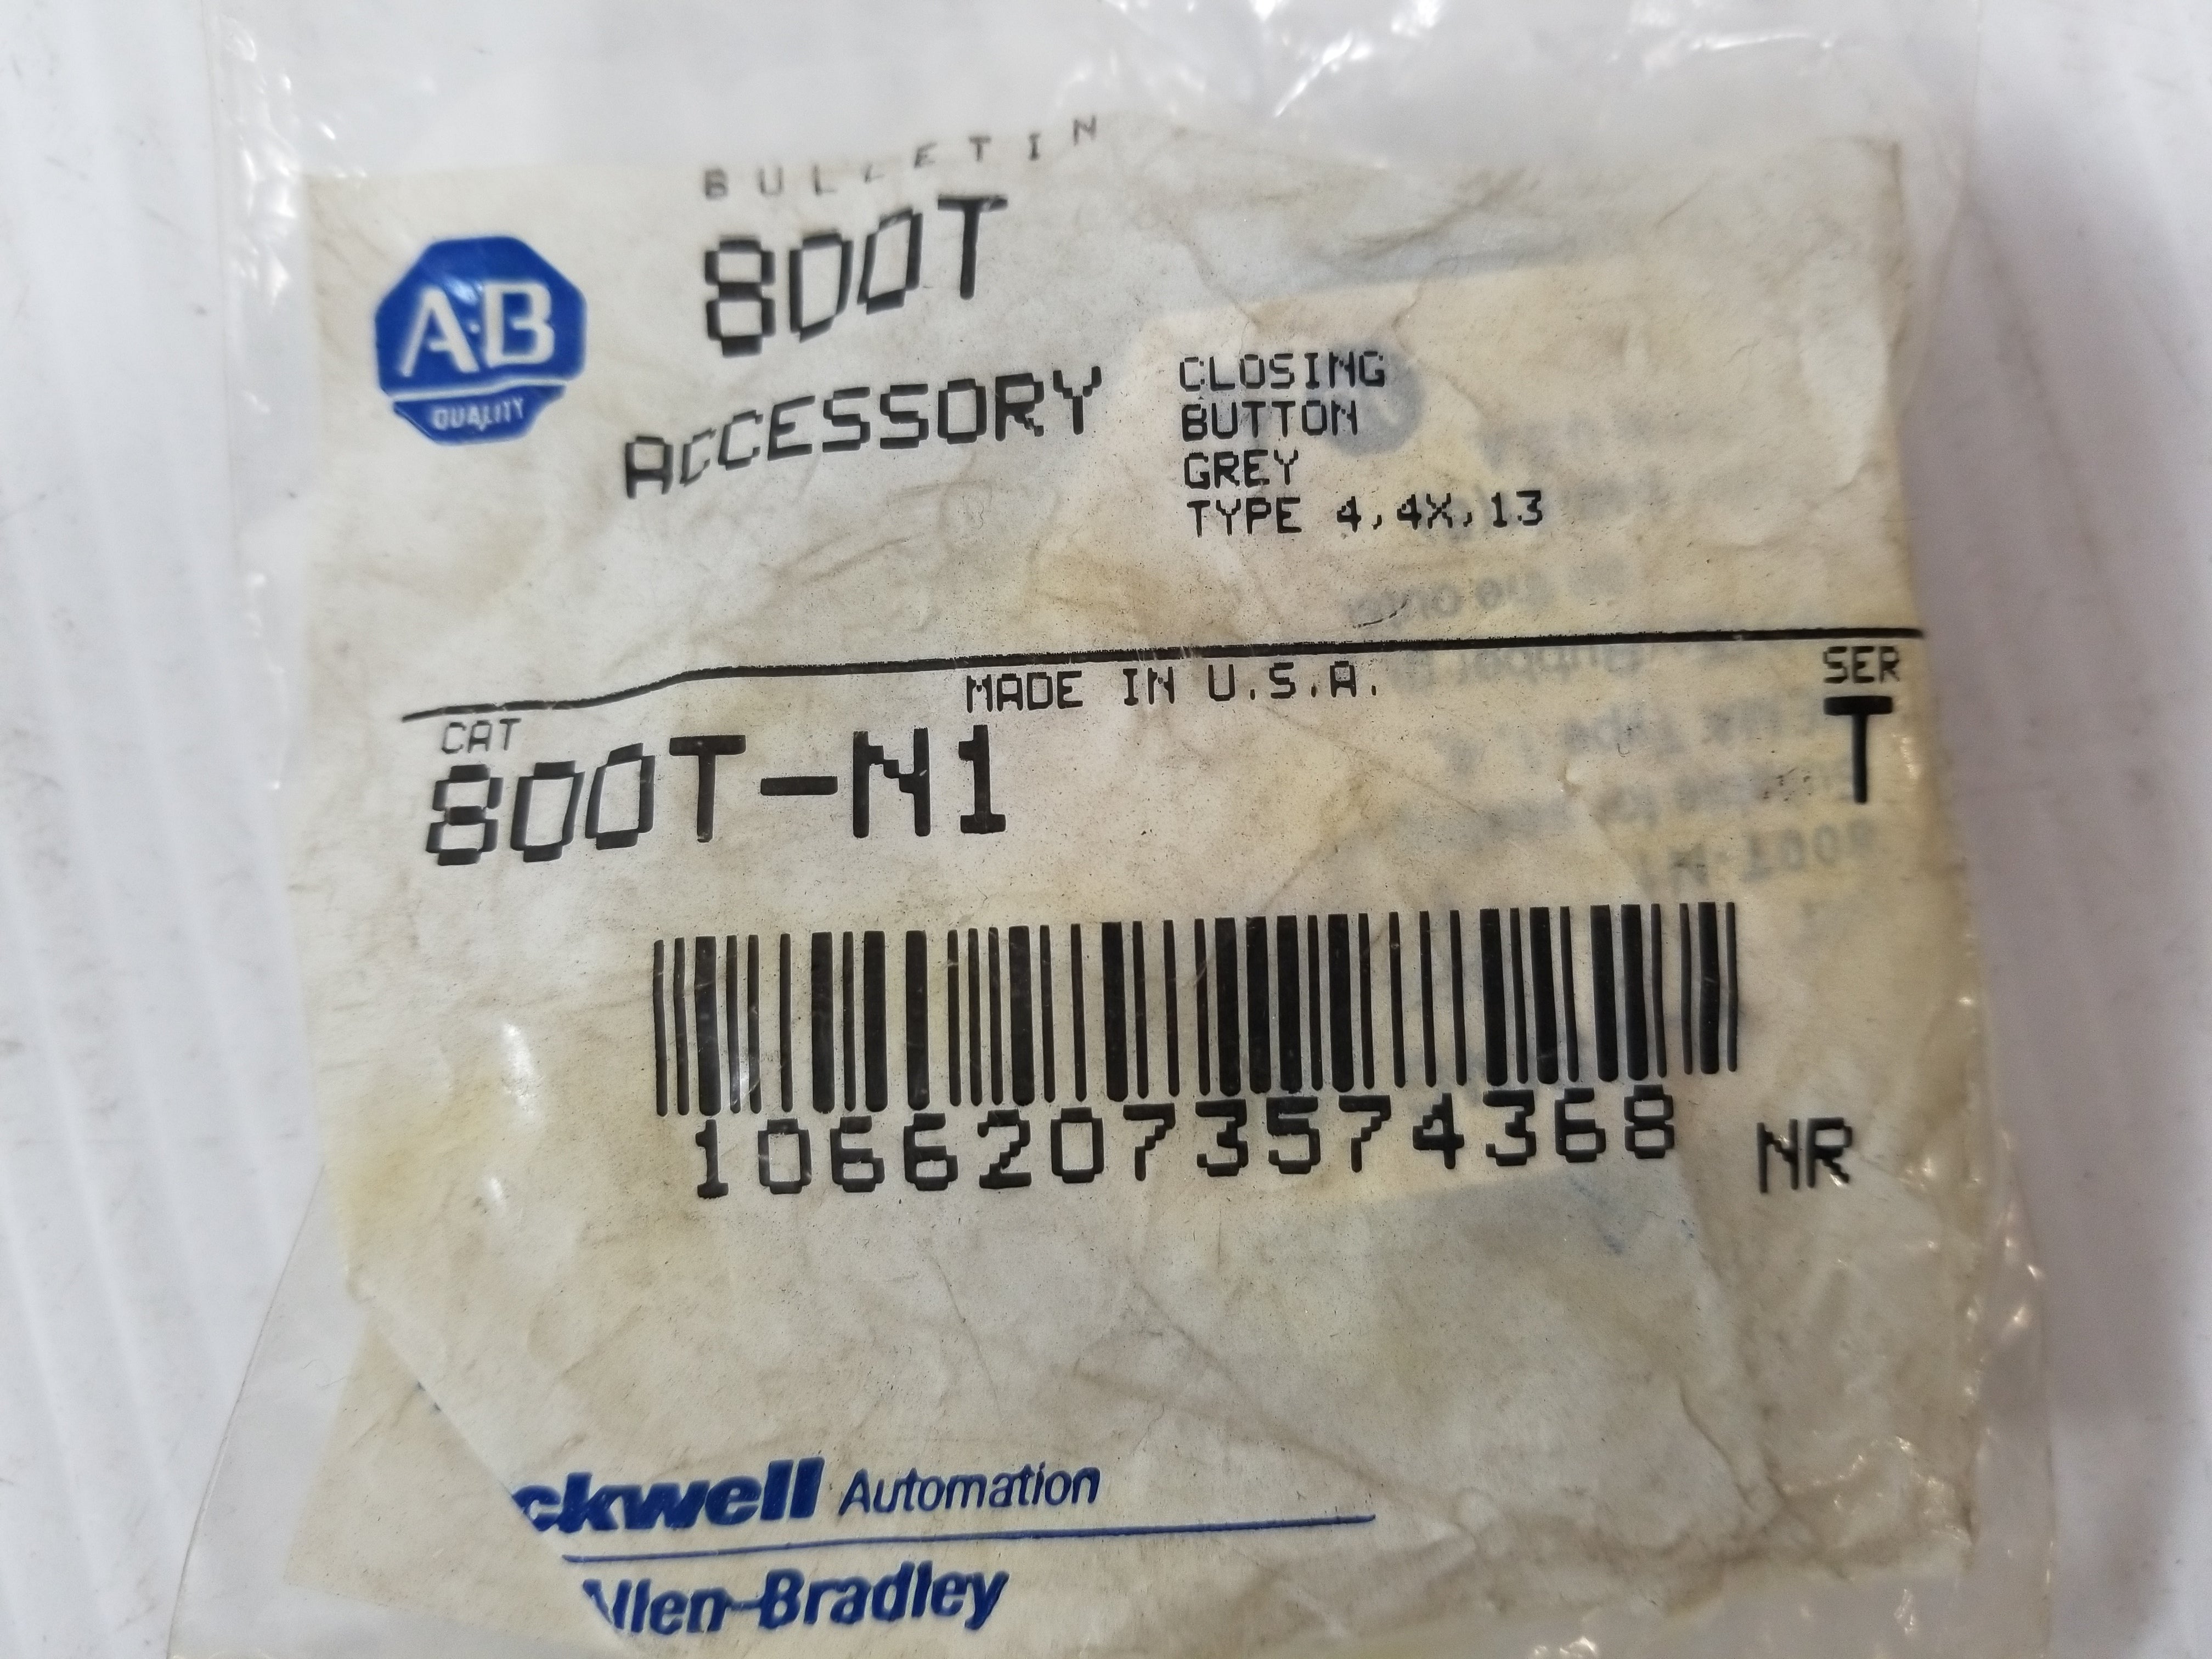 BULLETIN
800T
A-B
QUALITY
ACCESSORY
CLOSING
BUTTON
GREY
TYPE 4,4X,13
MADE IN U.S.A.
SER
T
CAT
800T-N1
10662073574368
NR
ckwell Automation
Allen-Bradley